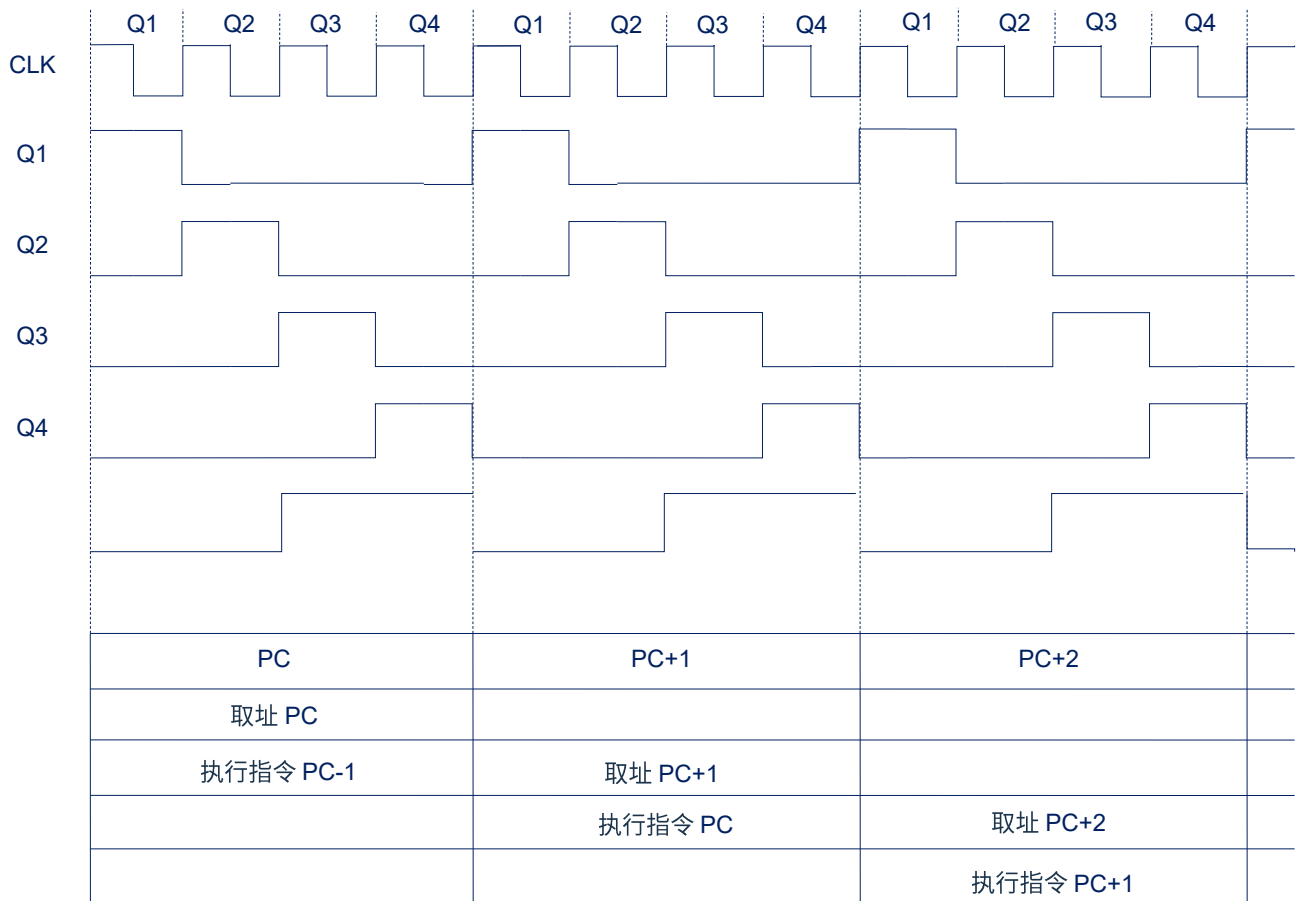 Q1 Q2 Q3 Q4 Q1 Q2 Q3 Q4 Q1 Q2 Q3 Q4
CLK
Q1
Q2
Q3
Q4
PC PC+1 PC+2
取址 PC
执行指令 PC-1 取址 PC+1
执行指令 PC 取址 PC+2
执行指令 PC+1